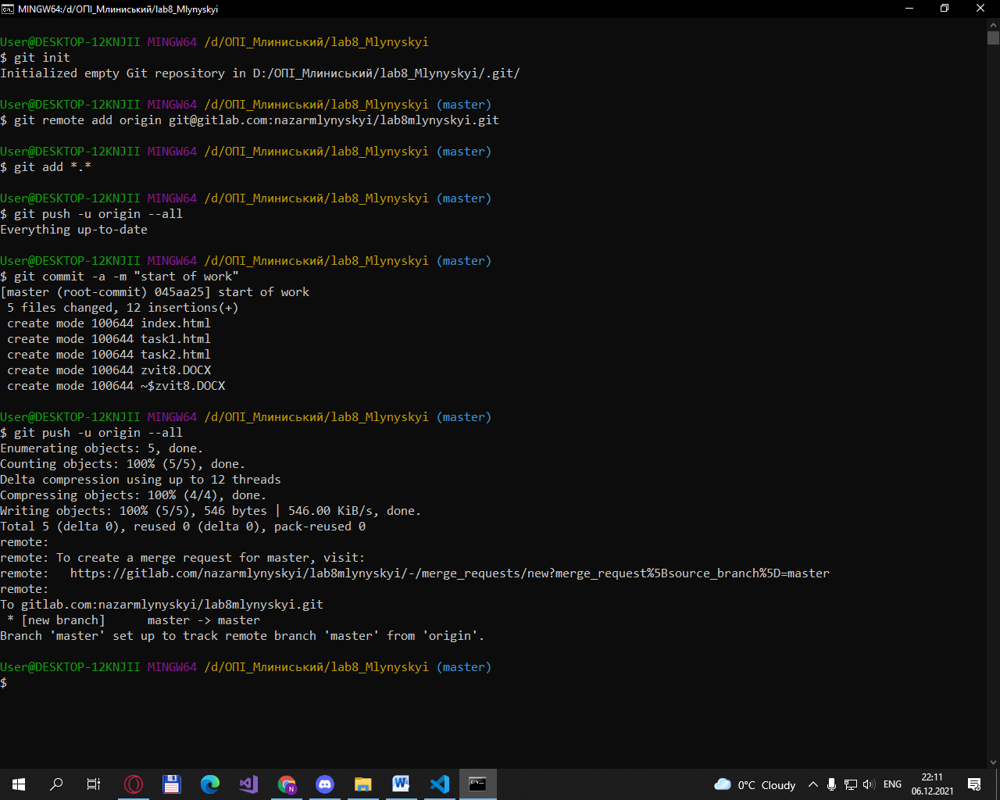 MINGW64:/d/ОПІ_Млиниський/lab8_Mlynyskyi
User@DESKTOP-12KNJII MINGW64 /d/ОПІ_Млиниський/lab8_Mlynyskyi
$ git init
Initialized empty Git repository in D:/ОПІ_Млиниський/lab8_Mlynyskyi/.git/
User@DESKTOP-12KNJII MINGW64 /d/ОПІ_Млиниський/lab8_Mlynyskyi (master)
$ git remote add origin git@gitlab.com:nazarmlynyskyi/lab8mlynyskyi.git
User@DESKTOP-12KNJII MINGW64 /d/ОПІ_Млиниський/lab8_Mlynyskyi (master)
$ git add *.*
User@DESKTOP-12KNJII MINGW64 /d/ОПІ_Млиниський/lab8_Mlynyskyi (master)
$ git push -u origin --all
Everything up-to-date
User@DESKTOP-12KNJII MINGW64 /d/ОПІ_Млиниський/lab8_Mlynyskyi (master)
$ git commit -a -m "start of work"
[master (root-commit) 045aa25] start of work
5 files changed, 12 insertions(+)
create mode 100644 index.html
create mode 100644 task1.html
create mode 100644 task2.html
create mode 100644 zvit8.DOCX
create mode 100644 ~$zvit8.DOCX
User@DESKTOP-12KNJII MINGW64 /d/ОПІ_Млиниський/lab8_Mlynyskyi (master)
$ git push -u origin --all
Enumerating objects: 5, done.
Counting objects: 100% (5/5), done.
Delta compression using up to 12 threads
Compressing objects: 100% (4/4), done.
Writing objects: 100% (5/5), 546 bytes | 546.00 KiB/s, done.
Total 5 (delta 0), reused 0 (delta 0), pack-reused 0
remote:
remote: To create a merge request for master, visit:
remote:   https://gitlab.com/nazarmlynyskyi/lab8mlynyskyi/-/merge_requests/new?merge_request%5Bsource_branch%5D=master
remote:
To gitlab.com:nazarmlynyskyi/lab8mlynyskyi.git
* [new branch]      master -> master
Branch 'master' set up to track remote branch 'master' from 'origin'.
User@DESKTOP-12KNJII MINGW64 /d/ОПІ_Млиниський/lab8_Mlynyskyi (master)
$
0°C Cloudy
ENG
22:11
06.12.2021